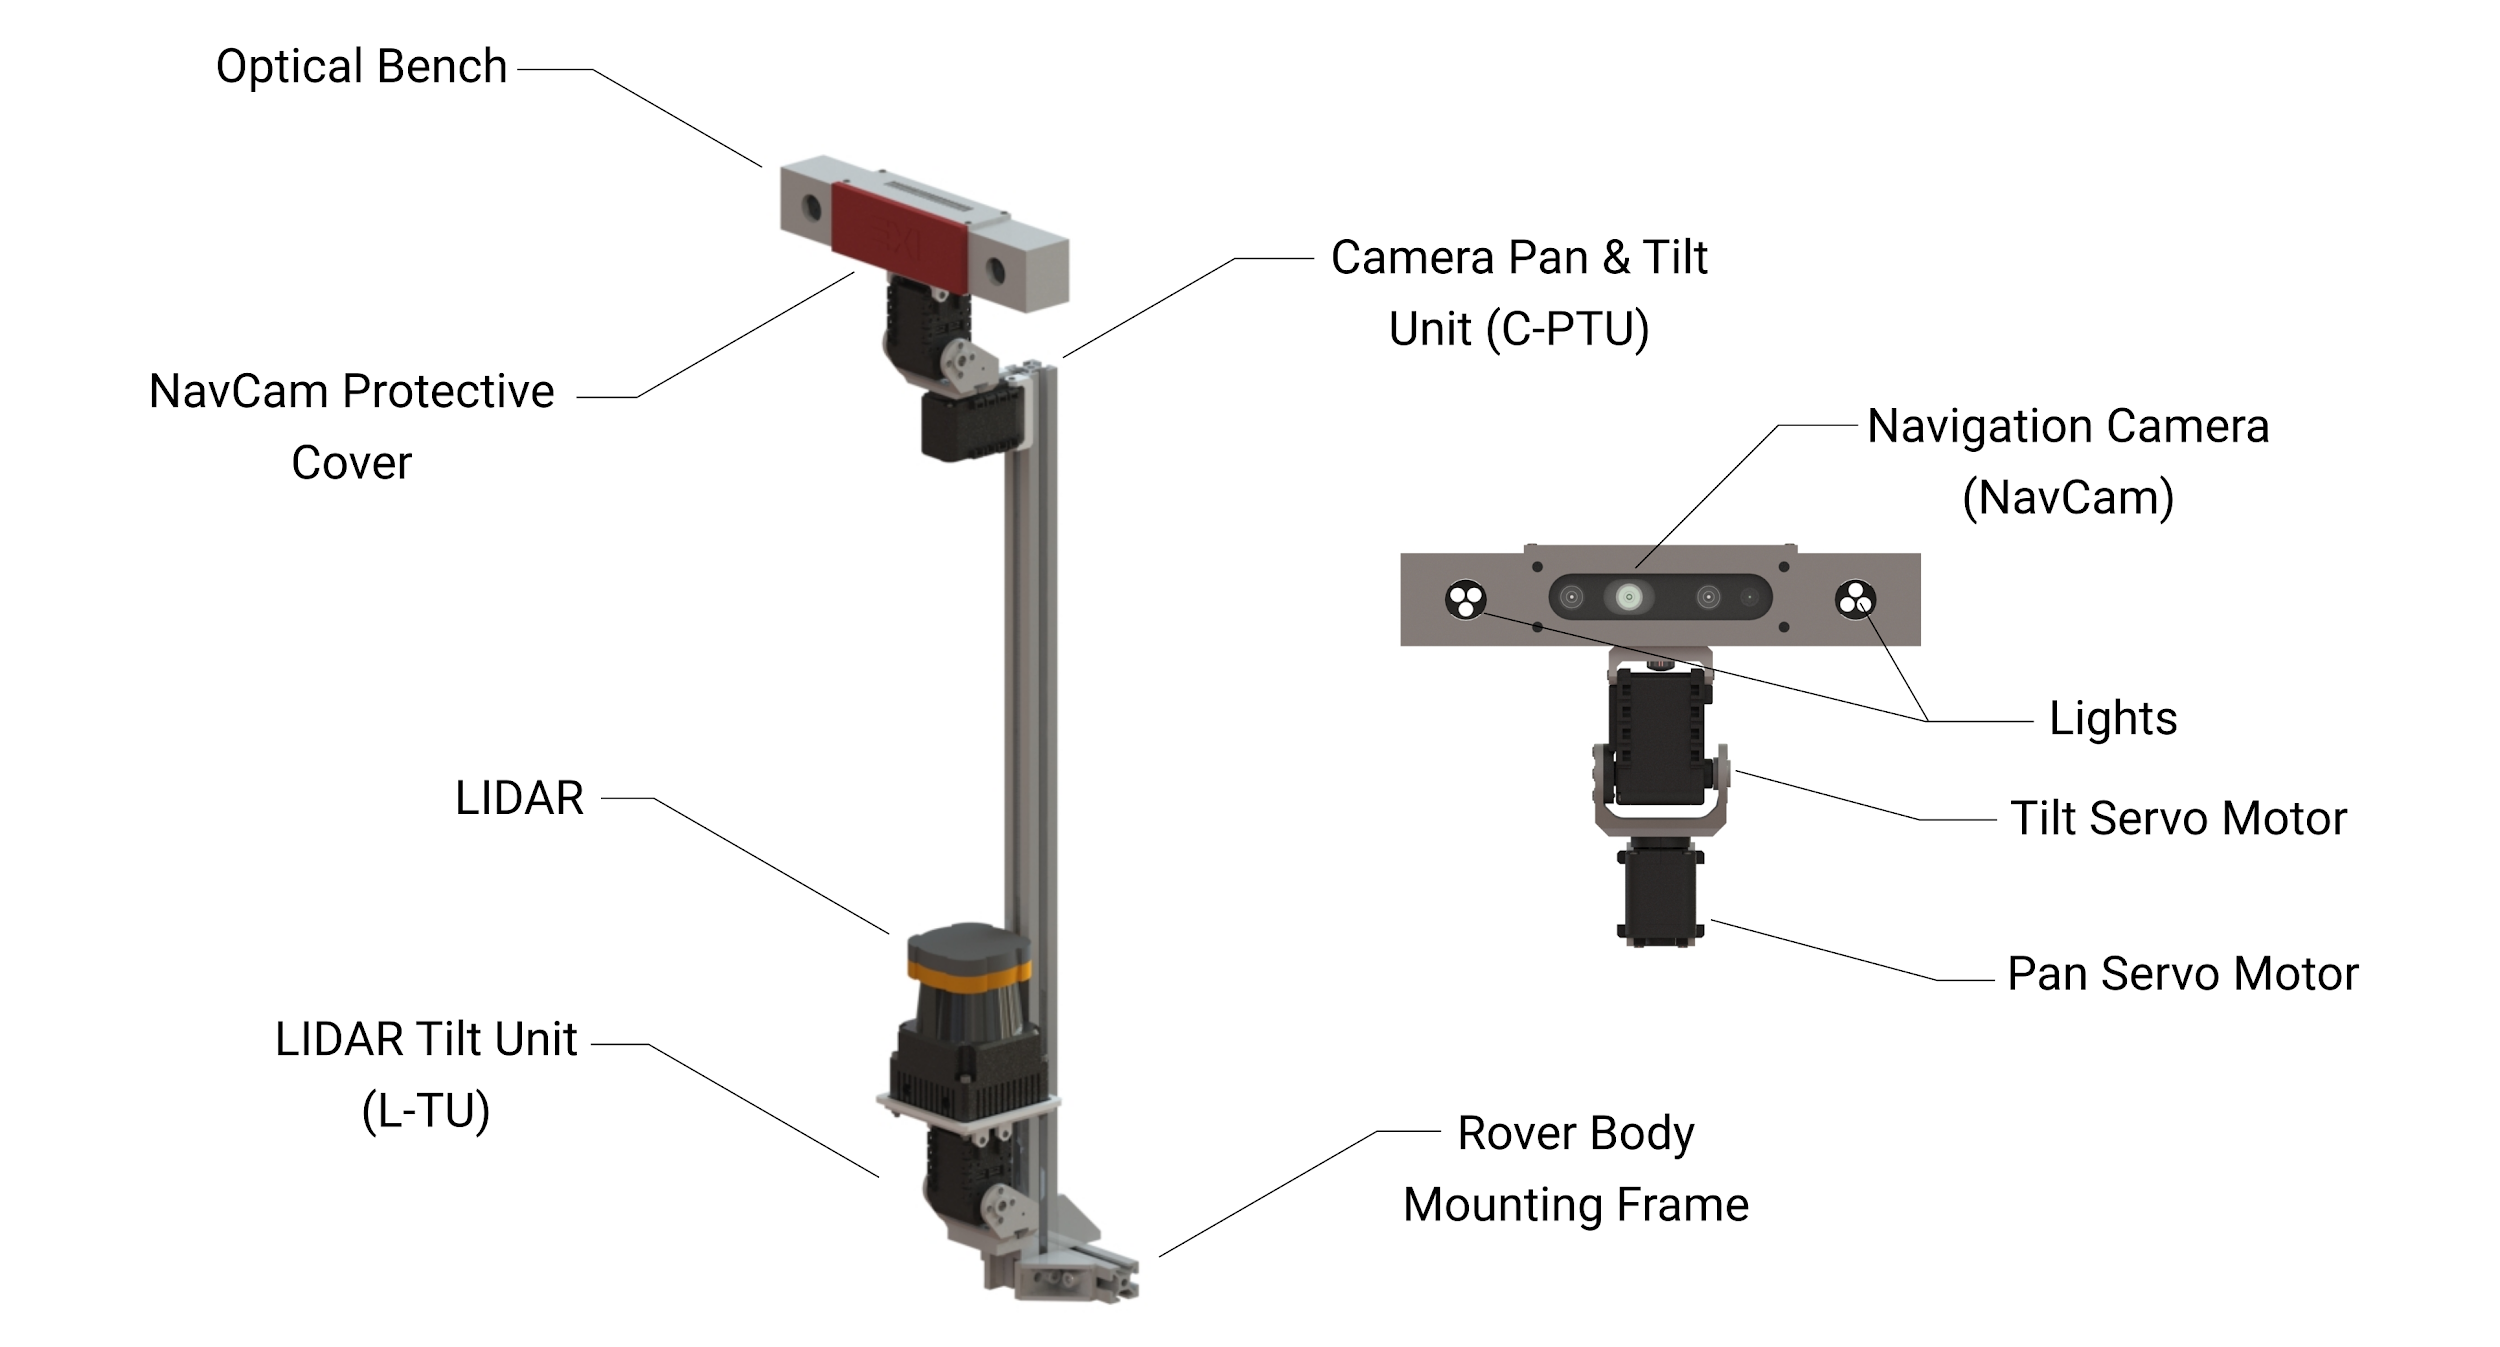 Optical Bench
Camera Pan & Tilt
Unit (C-PTU)
NavCam Protective
Cover
Navigation Camera
(NavCam)
Lights
LIDAR
Tilt Servo Motor
Pan Servo Motor
LIDAR Tilt Unit
(L-TU)
Rover Body
Mounting Frame